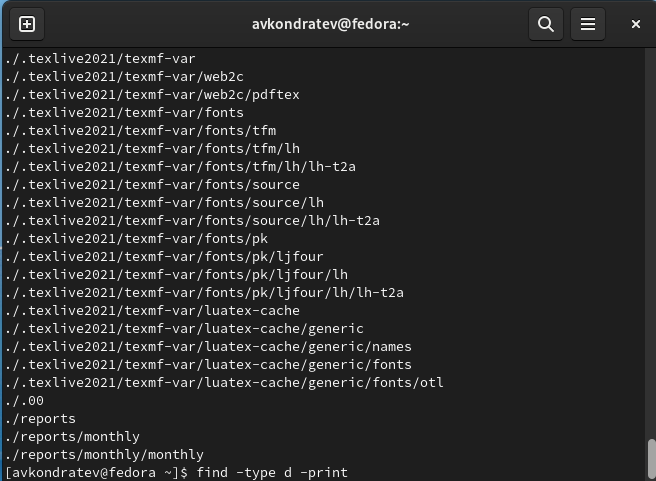 avkondratev@fedora:~
./.texlive2021/texmf-var
./.texlive2021/texmf-var/web2c
./.texlive2021/texmf-var/web2c/pdftex
./.texlive2021/texmf-var/fonts
./.texlive2021/texmf-var/fonts/tfm
./.texlive2021/texmf-var/fonts/tfm/lh
./.texlive2021/texmf-var/fonts/tfm/lh/lh-t2a
./.texlive2021/texmf-var/fonts/source
./.texlive2021/texmf-var/fonts/source/lh
./.texlive2021/texmf-var/fonts/source/lh/lh-t2a
./.texlive2021/texmf-var/fonts/pk
./.texlive2021/texmf-var/fonts/pk/ljfour
./.texlive2021/texmf-var/fonts/pk/ljfour/lh
./.texlive2021/texmf-var/fonts/pk/ljfour/lh/lh-t2a
./.texlive2021/texmf-var/luatex-cache
./.texlive2021/texmf-var/luatex-cache/generic
./.texlive2021/texmf-var/luatex-cache/generic/names
./.texlive2021/texmf-var/luatex-cache/generic/fonts
./.texlive2021/texmf-var/luatex-cache/generic/fonts/otl
./.00
./reports
./reports/monthly
./reports/monthly/monthly
[avkondratev@fedora ~]$ find -type d -print